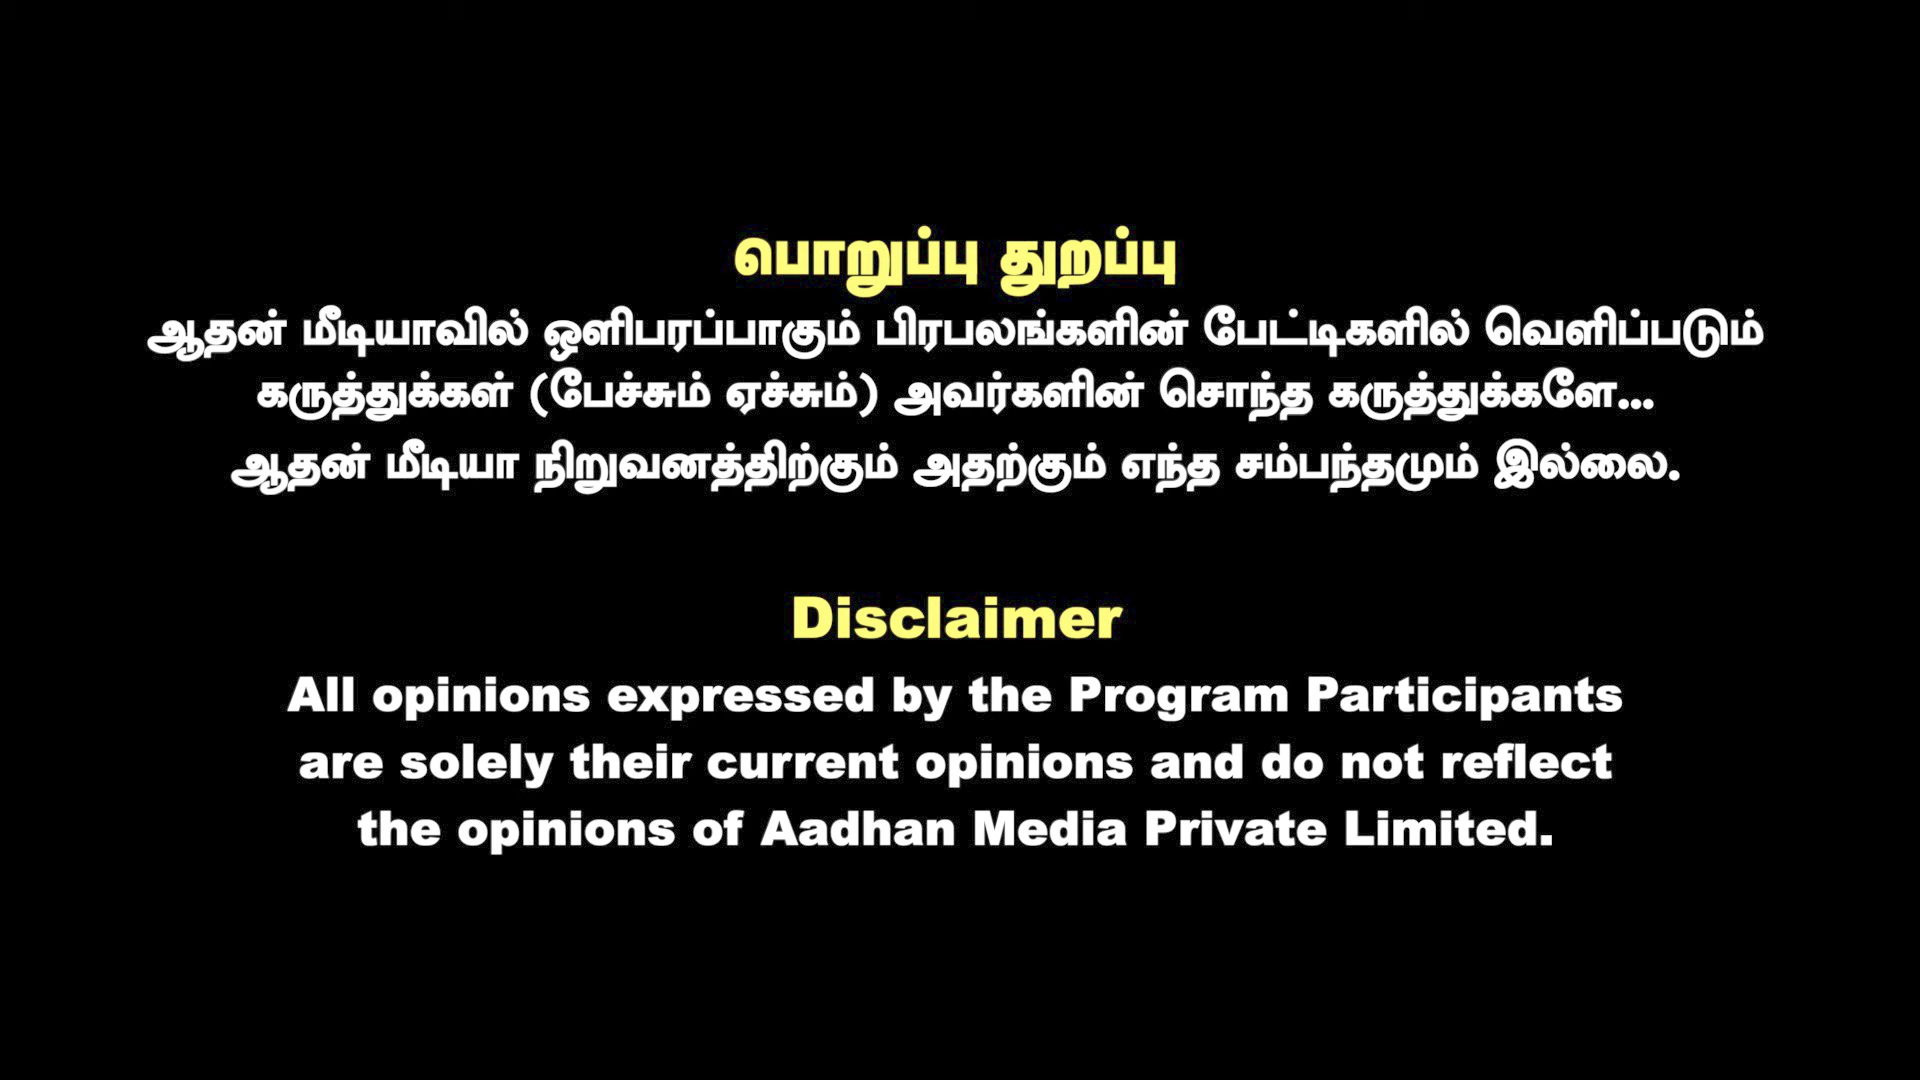 பொறுப்பு துறப்பு
ஆதன் மீடியாவில் ஒளிபரப்பாகும் பிரபலங்களின் பேட்டிகளில் வெளிப்படும்
கருத்துக்கள் (பேச்சும் ஏச்சும்) அவர்களின் சொந்த கருத்துக்களே...
ஆதன் மீடியா நிறுவனத்திற்கும் அதற்கும் எந்த சம்பந்தமும் இல்லை.
Disclaimer
All opinions expressed by the Program Participants
are solely their current opinions and do not reflect
the opinions of Aadhan Media Private Limited.